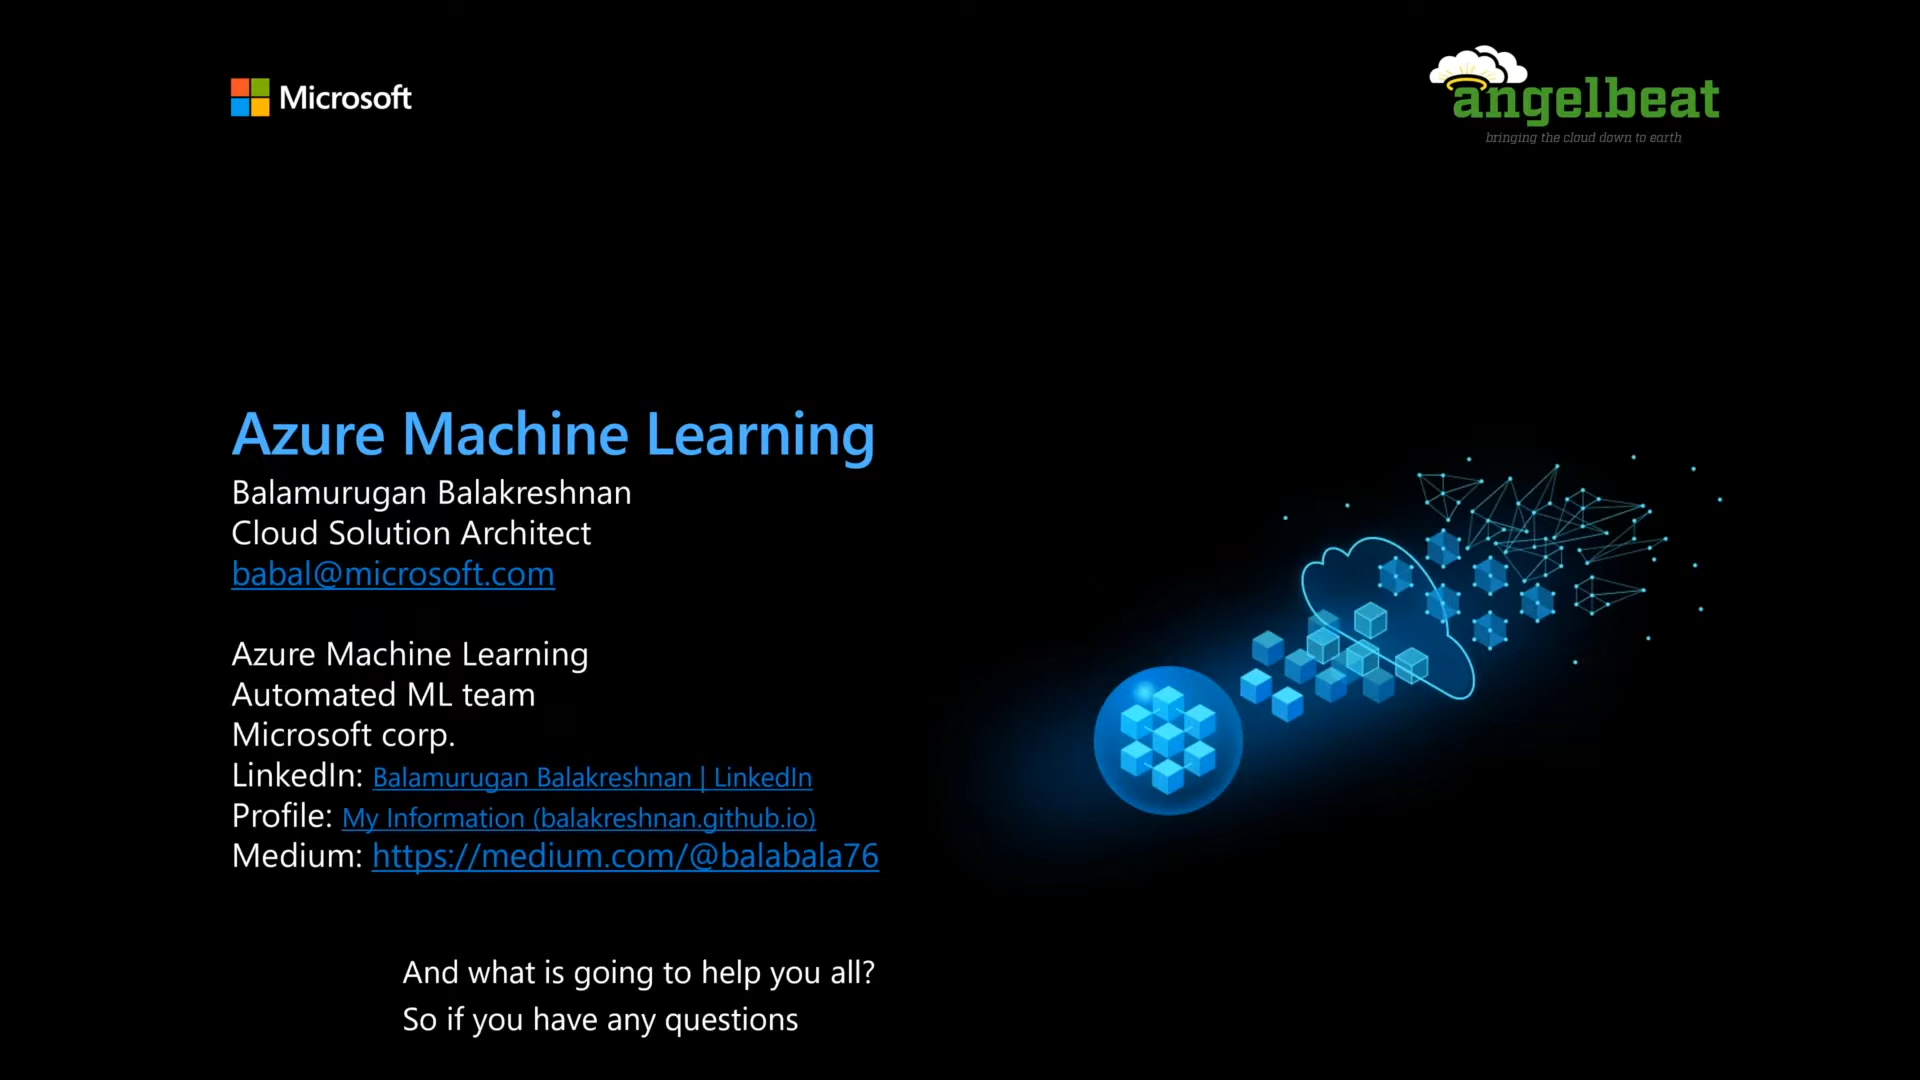 Microsoft
angelbeat
bringing the cloud down to earth
Azure Machine Learning
Balamurugan Balakreshnan
Cloud Solution Architect
babal@microsoft.com
Azure Machine Learning
Automated ML team
Microsoft corp.
LinkedIn: Balamurugan Balakreshnan | LinkedIn
Profile: My Information (balakreshnan.github.io)
Medium: https://medium.com/@balabala76
And what is going to help you all?
So if you have any questions